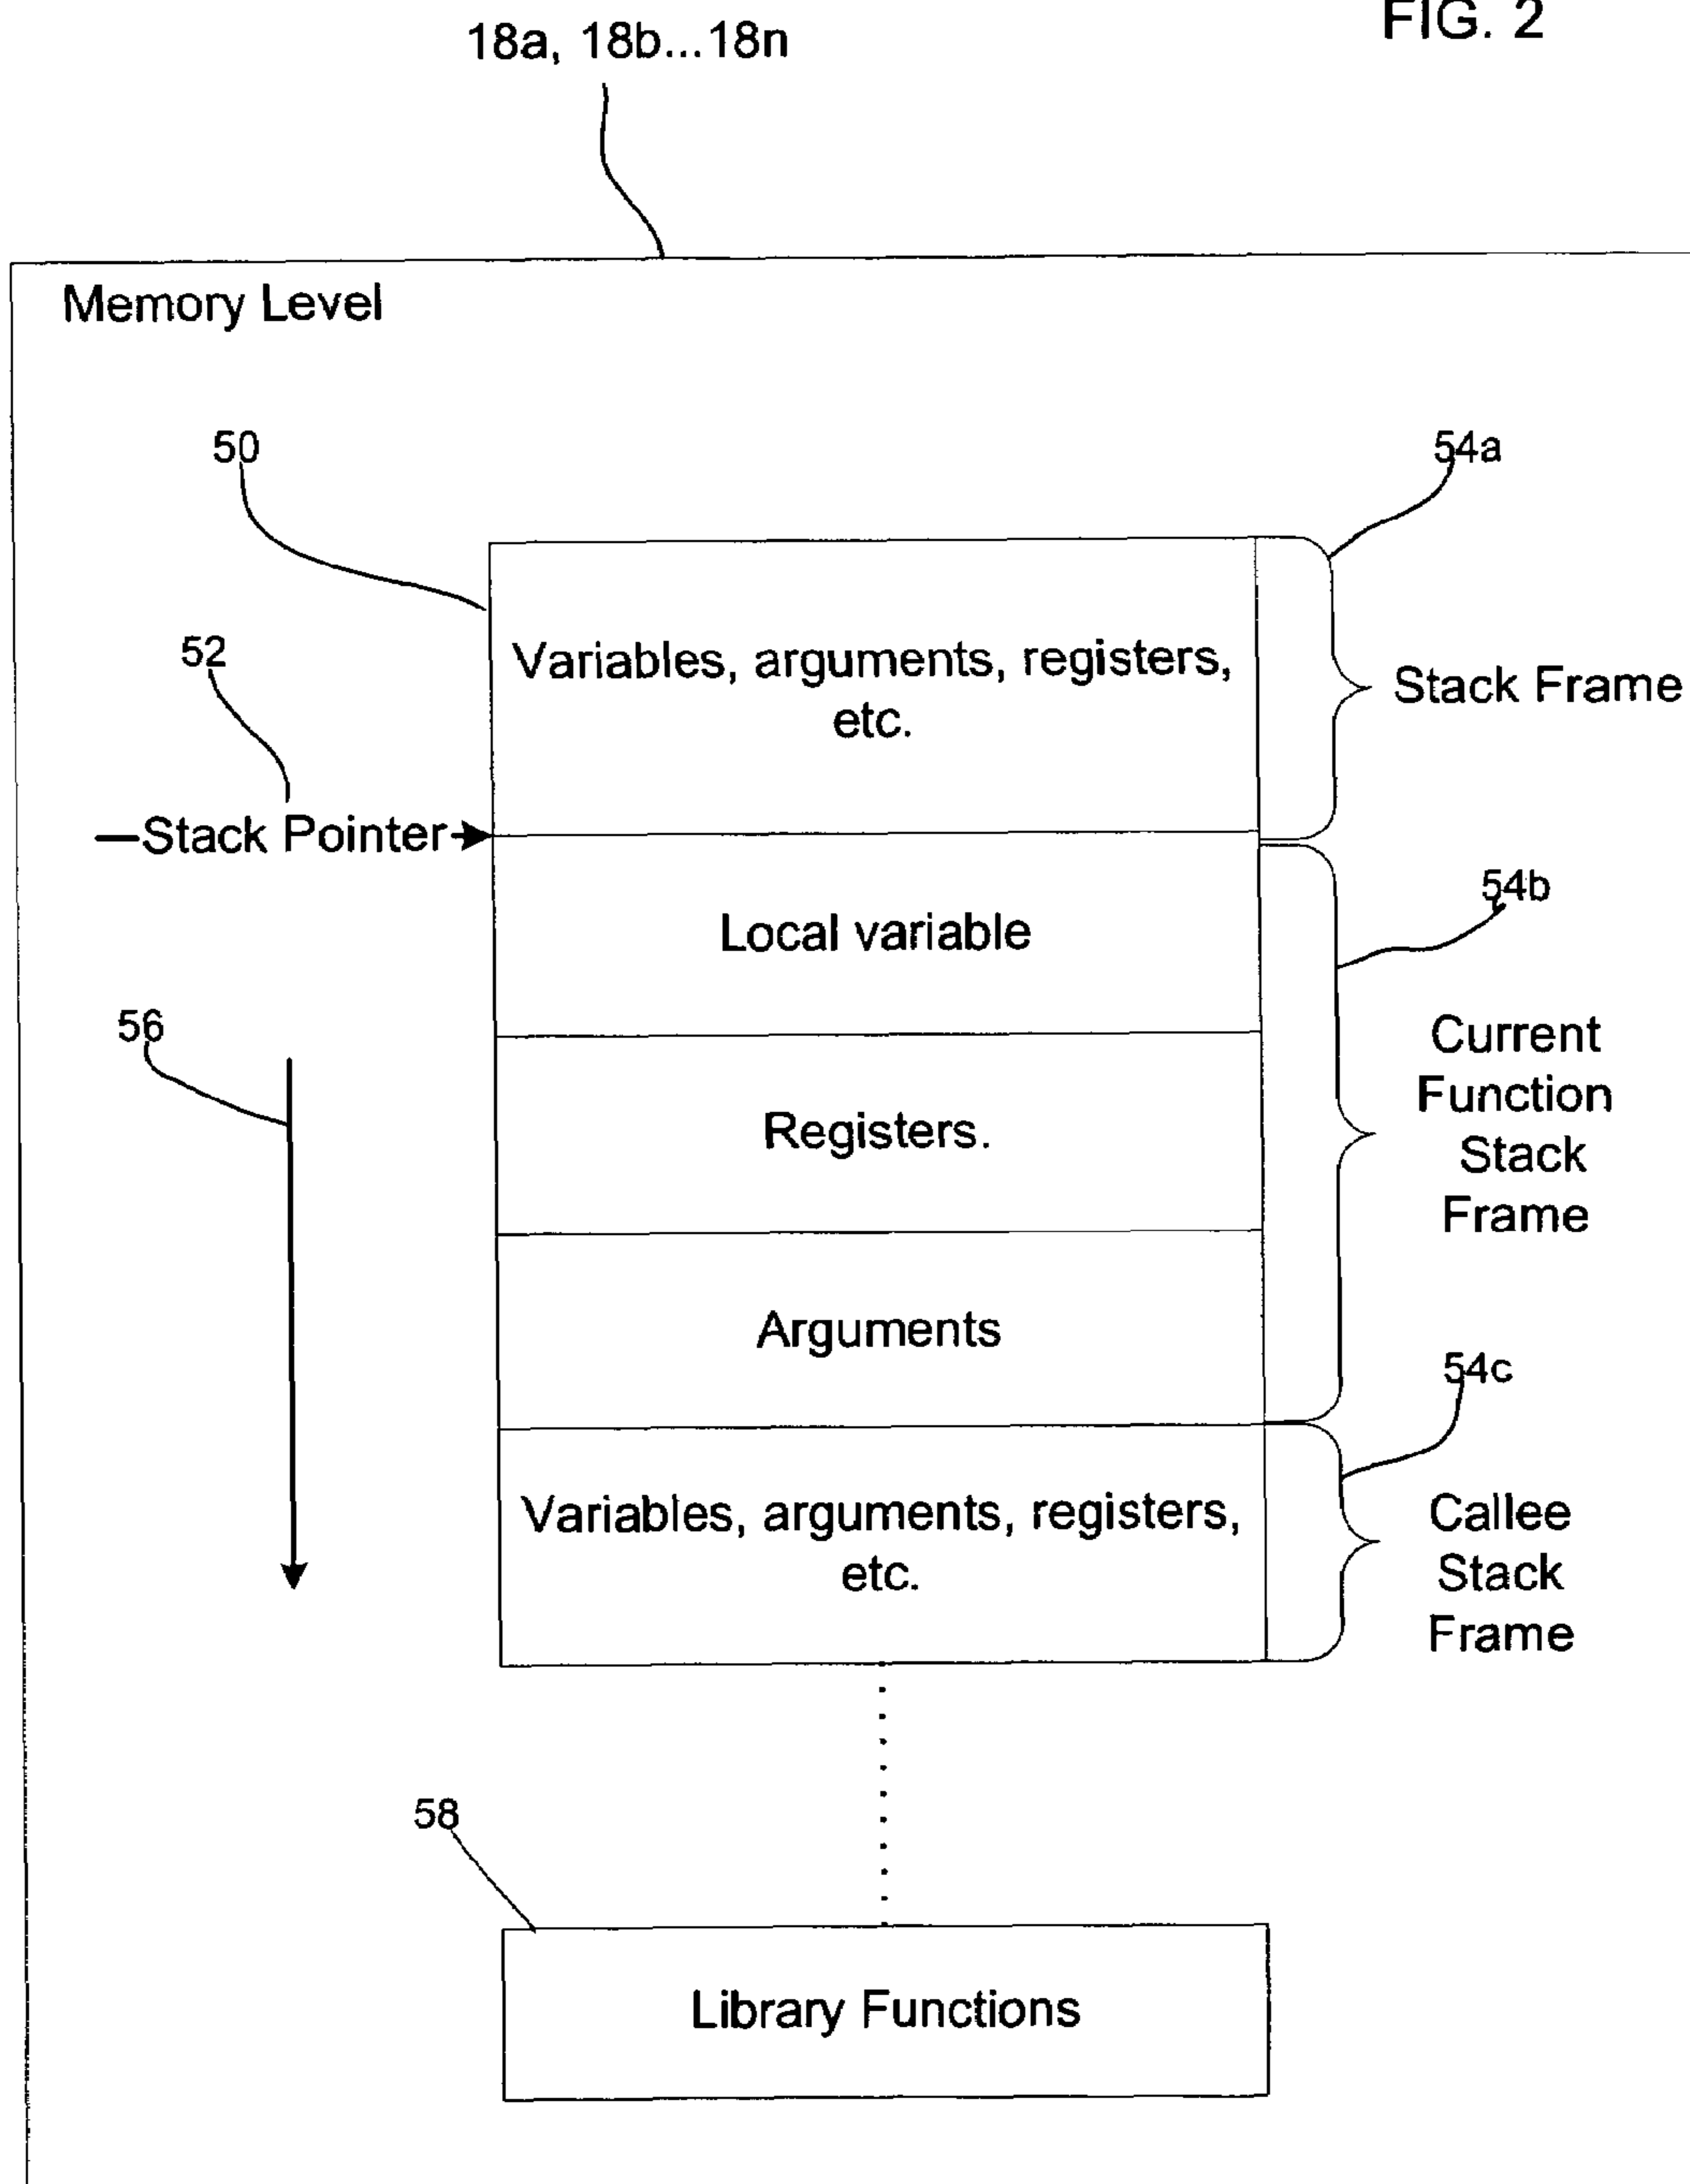 FIG. 2
18a, 18b...18n
Memory Level
50
54a
Variables, arguments, registers,
etc.
52
Stack Frame
Stack Pointer
54b
Local variable
56
Current
Function
Stack
Frame
Registers.
Arguments
54c
Variables, arguments, registers,
etc.
Callee
Stack
Frame
58
Library Functions